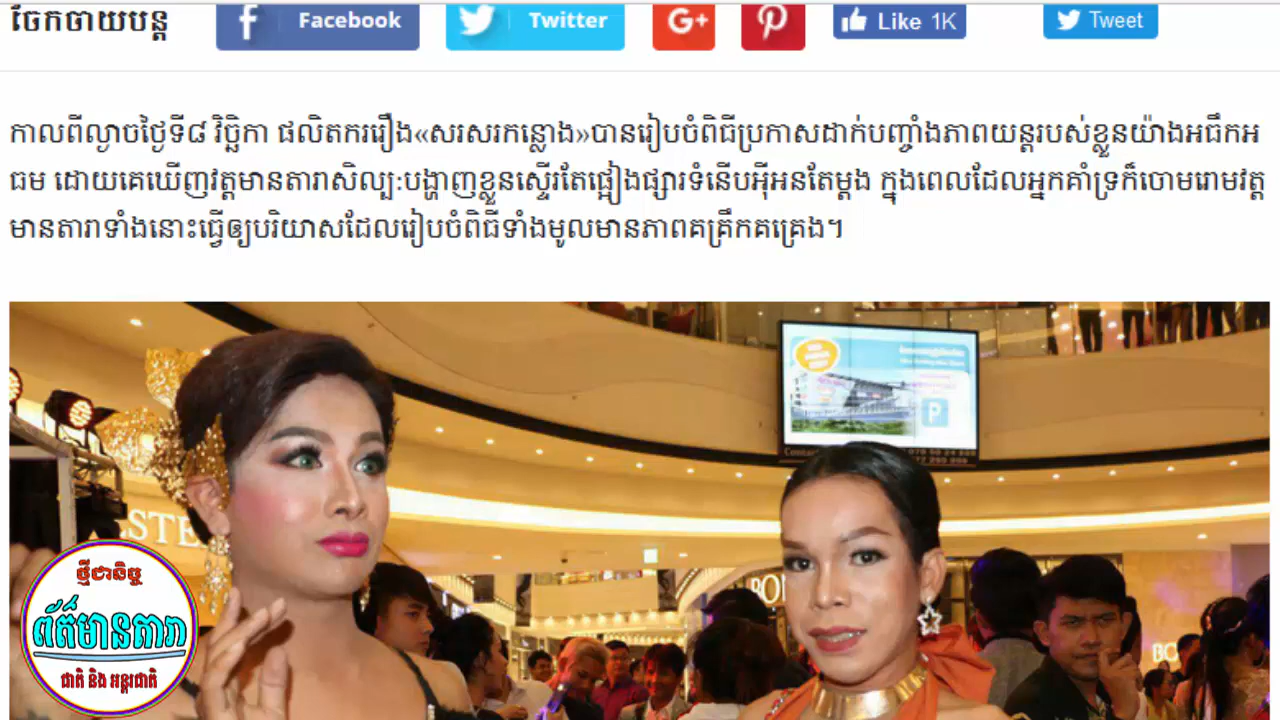 ចែកចាយបន្ត
Facebook
Twitter
G+
Like 1K
Tweet
កាលពីល្ងាចថ្ងៃទី៨ វិច្ឆិកា ផលិតកររឿង«សរសរកន្លោង»បានរៀបចំពិធីប្រកាសដាក់បញ្ចាំងភាពយន្តរបស់ខ្លួនយ៉ាងអធឹកអ
ធម ដោយគេឃើញវត្តមានតារាសិល្បៈបង្ហាញខ្លួនស្ទើរតែផ្អៀងផ្សារទំនើបអ៊ីអនតែម្តង ក្នុងពេលដែលអ្នកគាំទ្រក៏ចោមរោមវត្ត
មានតារាទាំងនោះធ្វើឲ្យបរិយាសដែលរៀបចំពិធីទាំងមូលមានភាពគគ្រឹកគគ្រេង។
P
ថ្មីជានិច្ច
ព័ត៌មានតារា
ជាតិ និង អន្តរជាតិ